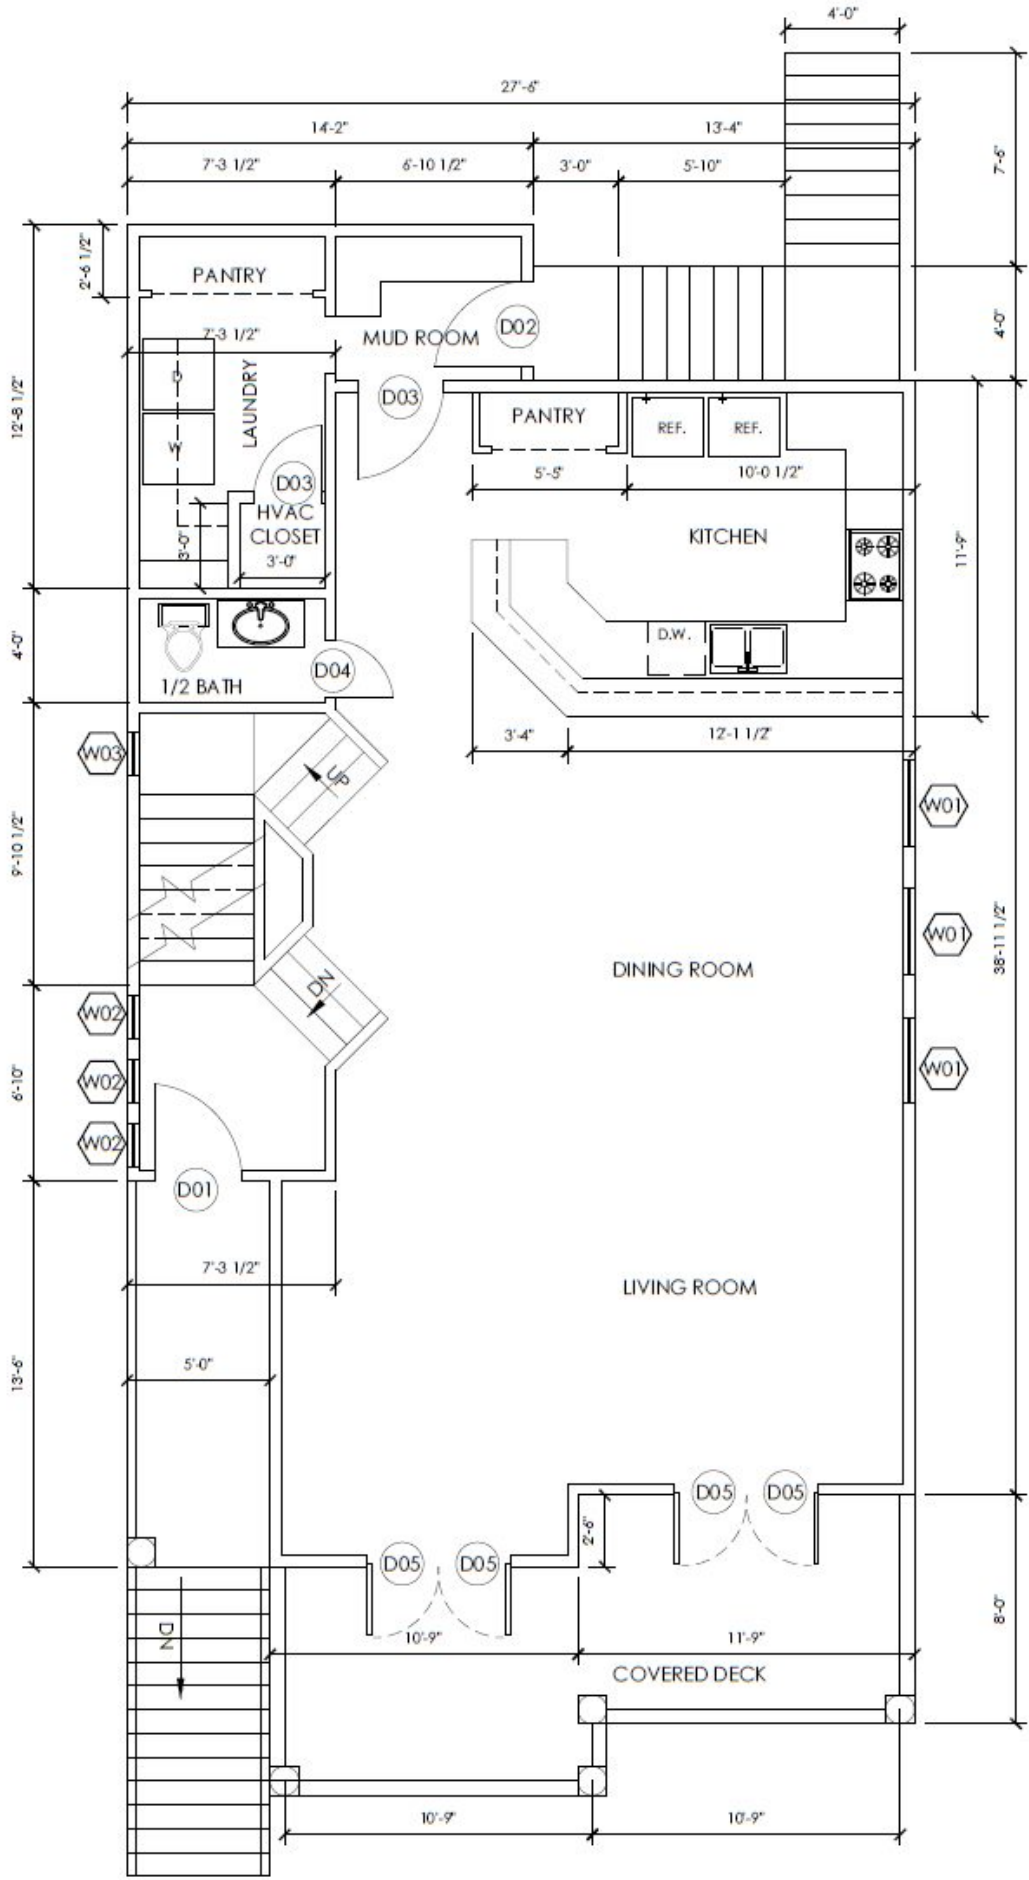 4'-0"
27'-6"
14'-2"
13'-4"
7'-3 1/2"
6'-10 1/2"
3'-0"
5'-10"
7'-6"
2'-6 1/2"
PANTRY
4'-0"
D02
7'-3 1/2"
MUD ROOM
D
LAUNDRY
D03
12'-8 1/2"
PANTRY
REF.
REF.
W
5'-5"
10'-0 1/2"
D03
HVAC
CLOSET
KITCHEN
3'-0"
3'-0"
11'-9"
4'-0"
D.W.
D04
1/2 BATH
3'-4"
12'-1 1/2"
W03
UP
W01
9'-10 1/2"
W01
38'-11 1/2"
DINING ROOM
DN
W02
W01
W02
6'-10"
W02
D01
7'-3 1/2"
LIVING ROOM
5'-0"
13'-6"
D05
D05
2'-6"
D05
D05
8'-0"
DN
10'-9"
11'-9"
COVERED DECK
10'-9"
10'-9"